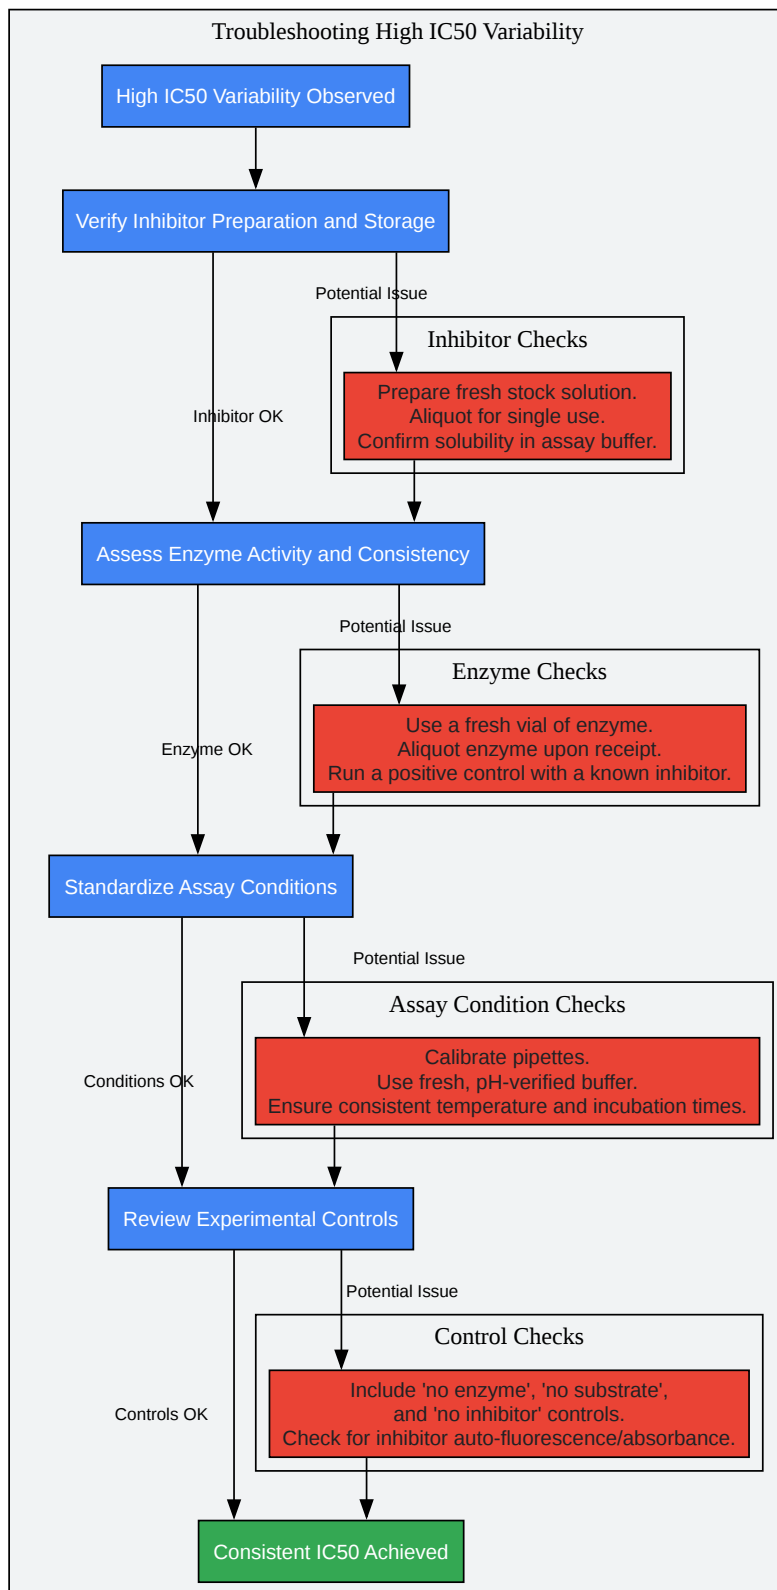 Troubleshooting High IC50 Variability
High IC50 Variability Observed
Verify Inhibitor Preparation and Storage
Potential Issue
Inhibitor Checks
Prepare fresh stock solution.
Aliquot for single use.
Confirm solubility in assay buffer.
Inhibitor OK
Assess Enzyme Activity and Consistency
Potential Issue
Enzyme Checks
Use a fresh vial of enzyme.
Aliquot enzyme upon receipt.
Run a positive control with a known inhibitor.
Enzyme OK
Standardize Assay Conditions
Potential Issue
Assay Condition Checks
Calibrate pipettes.
Use fresh, pH-verified buffer.
Ensure consistent temperature and incubation times.
Conditions OK
Review Experimental Controls
Potential Issue
Control Checks
Include 'no enzyme', 'no substrate',
and 'no inhibitor' controls.
Check for inhibitor auto-fluorescence/absorbance.
Controls OK
Consistent IC50 Achieved